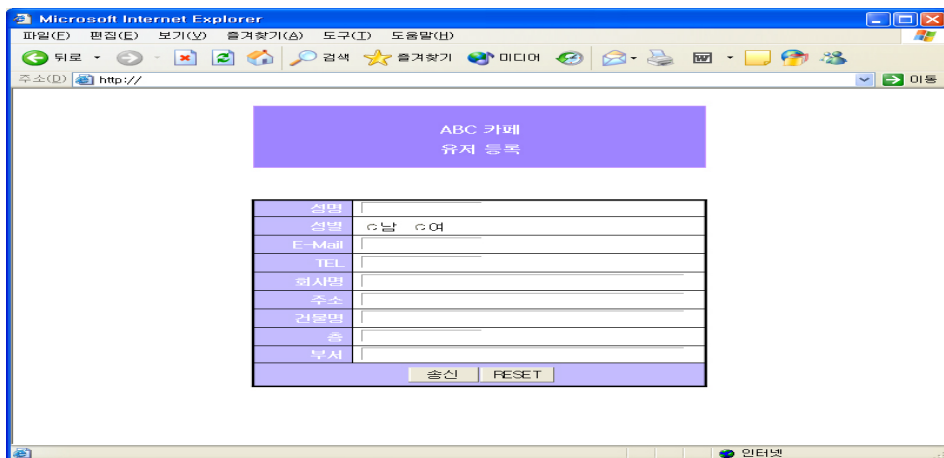 Microsoft Internet Explorer
파일(F) 편집(E) 보기(V) 즐겨찾기(A) 도구(T) 도움말(H)
뒤로 검색 즐겨찾기 미디어
주소(D) http:// 이동
ABC 카페
유저 등록
성명
성별 남 여
E-Mail
TEL
회사명
주소
건물명
층
부서
송신 RESET
인터넷